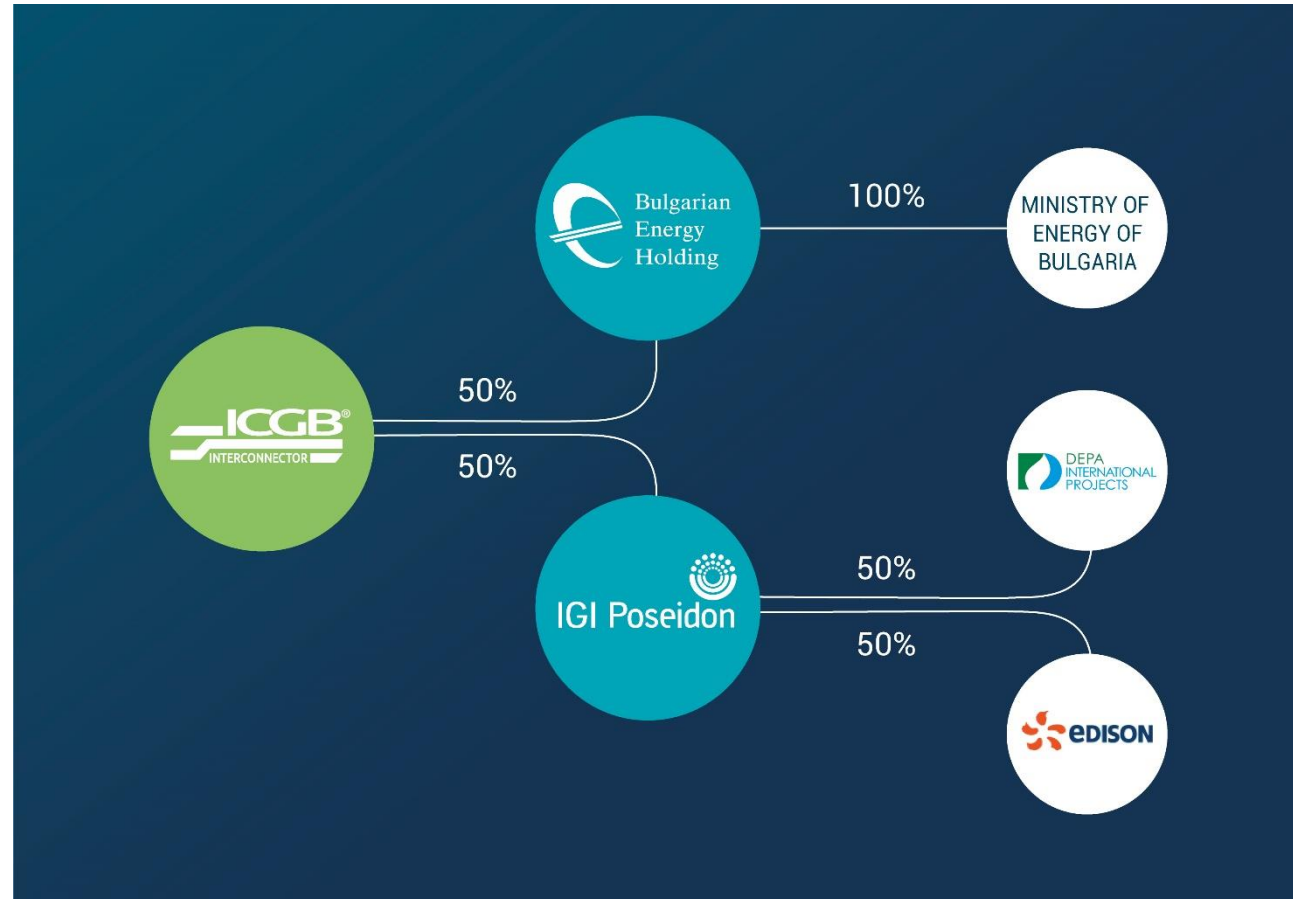 Bulgarian
Energy
Holding
100%
MINISTRY OF
ENERGY OF
BULGARIA
50%
ICGB®
INTERCONNECTOR
50%
DEPA
INTERNATIONAL
PROJECTS
IGI Poseidon
50%
50%
eDISON